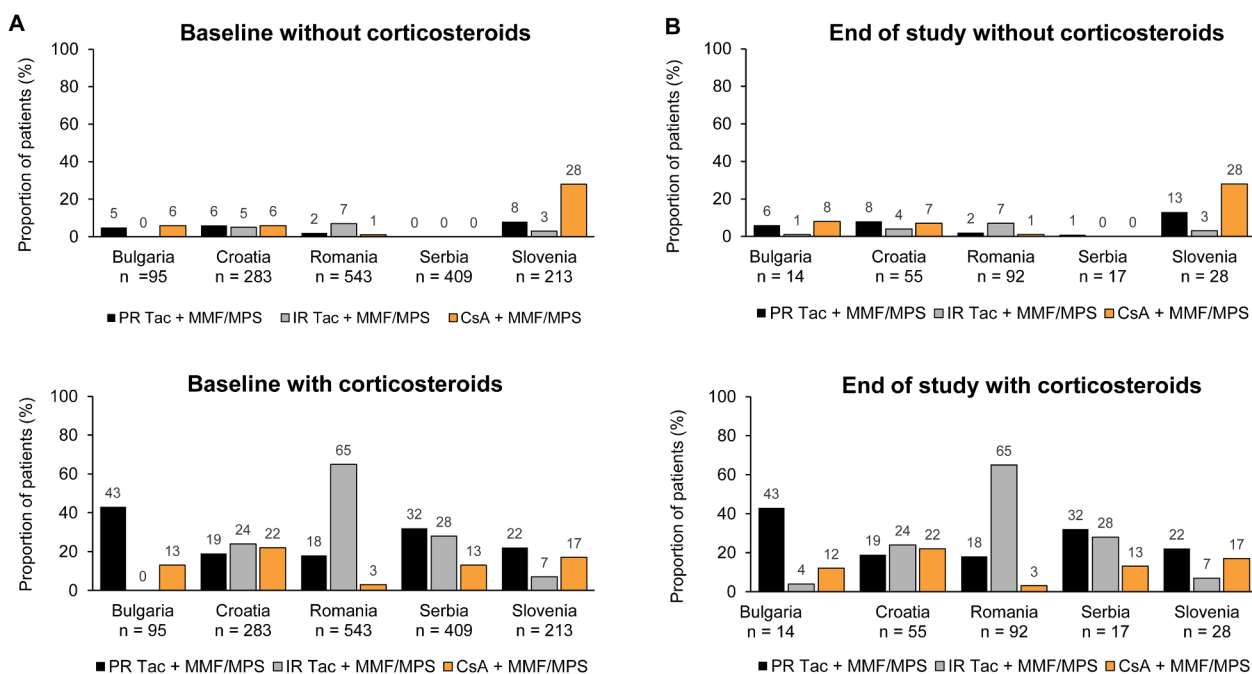 A
Baseline without corticosteroids
Proportion of patients (%)
100
80
60
40
20
0
5 0 6 6 5 6 2 7 1 0 0 0 8 3 28
Bulgaria Croatia Romania Serbia Slovenia
n =95 n = 283 n = 543 n = 409 n = 213
PR Tac + MMF/MPS IR Tac + MMF/MPS CsA + MMF/MPS
B
End of study without corticosteroids
Proportion of patients (%)
100
80
60
40
20
0
6 1 8 8 4 7 2 7 1 1 0 0 13 3 28
Bulgaria Croatia Romania Serbia Slovenia
n = 14 n = 55 n = 92 n = 17 n = 28
PR Tac + MMF/MPS IR Tac + MMF/MPS CsA + MMF/MPS
Baseline with corticosteroids
Proportion of patients (%)
100
80
60
40
20
0
43 0 13 19 24 22 18 65 3 32 28 13 22 7 17
Bulgaria Croatia Romania Serbia Slovenia
n = 95 n = 283 n = 543 n = 409 n = 213
PR Tac + MMF/MPS IR Tac + MMF/MPS CsA + MMF/MPS
End of study with corticosteroids
Proportion of patients (%)
100
80
60
40
20
0
43 4 12 19 24 22 18 65 3 32 28 13 22 7 17
Bulgaria Croatia Romania Serbia Slovenia
n = 14 n = 55 n = 92 n = 17 n = 28
PR Tac + MMF/MPS IR Tac + MMF/MPS CsA + MMF/MPS